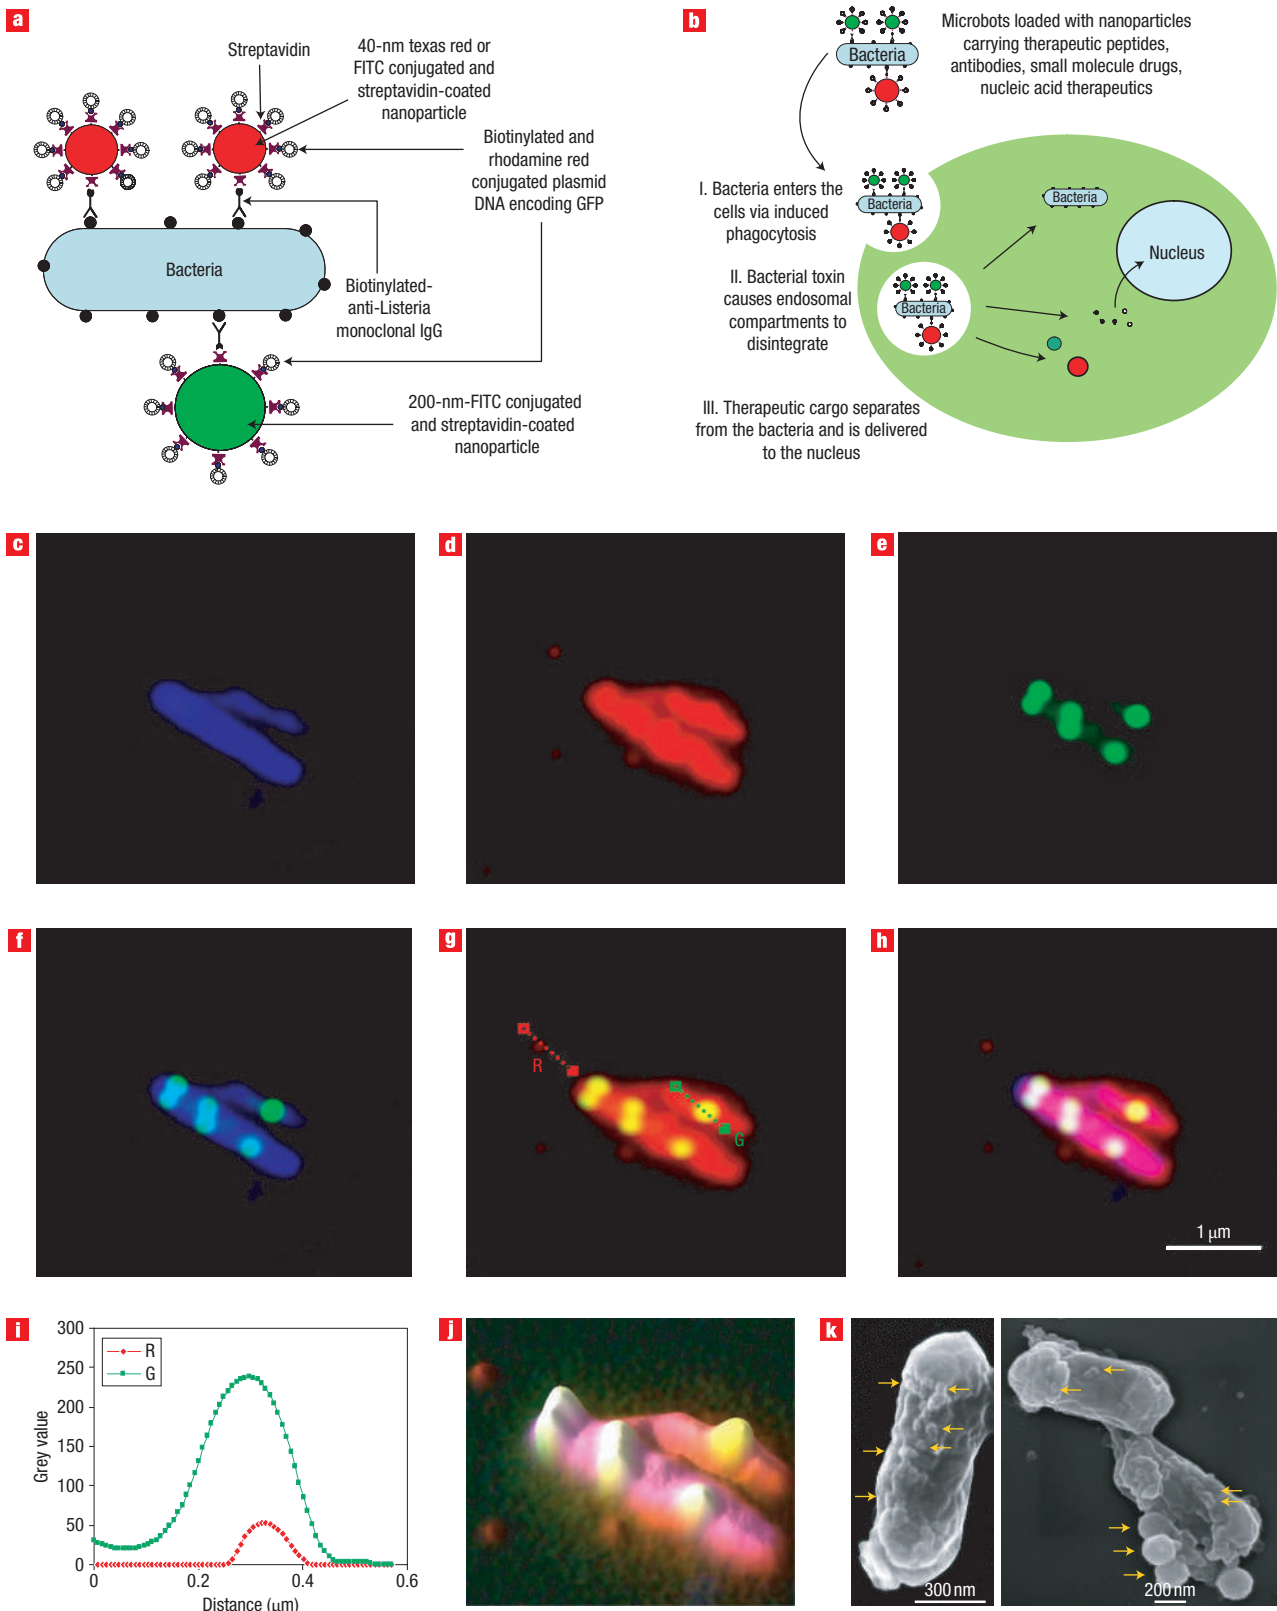 a
Streptavidin
40-nm texas red or
FITC conjugated and
streptavidin-coated
nanoparticle
Biotinylated and
rhodamine red
conjugated plasmid
DNA encoding GFP
Bacteria
Biotinylated-
anti-Listeria
monoclonal IgG
200-nm-FITC conjugated
and streptavidin-coated
nanoparticle
b
Bacteria
Microbots loaded with nanoparticles
carrying therapeutic peptides,
antibodies, small molecule drugs,
nucleic acid therapeutics
I. Bacteria enters the
cells via induced
phagocytosis
Bacteria
Bacteria
Nucleus
II. Bacterial toxin
causes endosomal
compartments to
disintegrate
Bacteria
III. Therapeutic cargo separates
from the bacteria and is delivered
to the nucleus
c
d
e
f
g
R
G
h
1 μm
i
300
250
200
150
100
50
0
Grey value
R
G
0
0.2
0.4
0.6
Distance (μm)
j
k
300 nm
200 nm